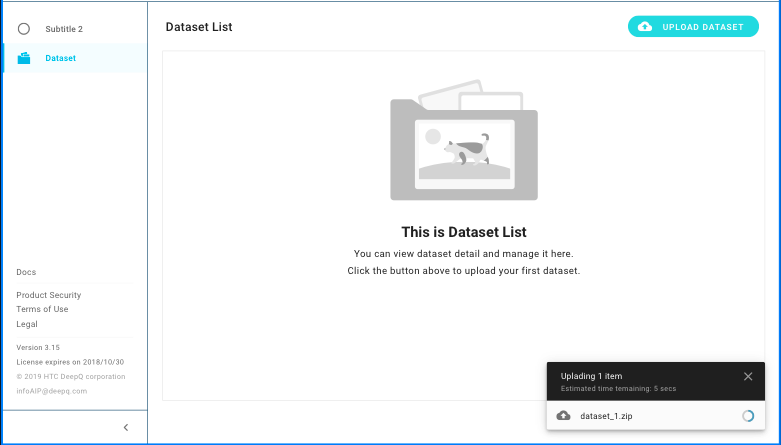 Subtitle 2
Dataset
Docs
Product Security
Terms of Use
Legal
Version 3.15
License expires on 2018/10/30
© 2019 HTC DeepQ corporation
infoAIP@deepq.com
Dataset List
UPLOAD DATASET
This is Dataset List
You can view dataset detail and manage it here.
Click the button above to upload your first dataset.
Uplading 1 item
Estimated time remaining: 5 secs
dataset_1.zip